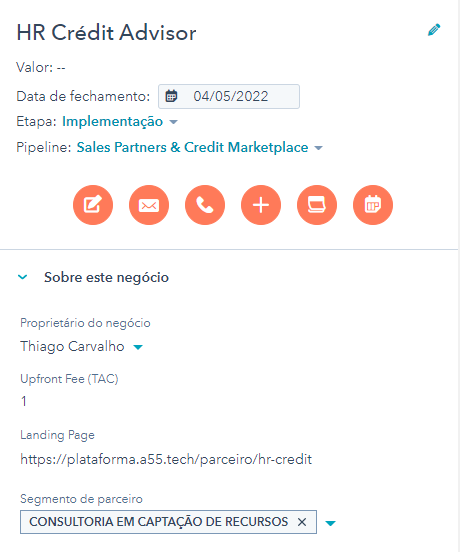 HR Crédit Advisor
Valor: --
Data de fechamento: 04/05/2022
Etapa: Implementação
Pipeline: Sales Partners & Credit Marketplace
Sobre este negócio
Proprietário do negócio
Thiago Carvalho
Upfront Fee (TAC)
1
Landing Page
https://plataforma.a55.tech/parceiro/hr-credit
Segmento de parceiro
CONSULTORIA EM CAPTAÇÃO DE RECURSOS